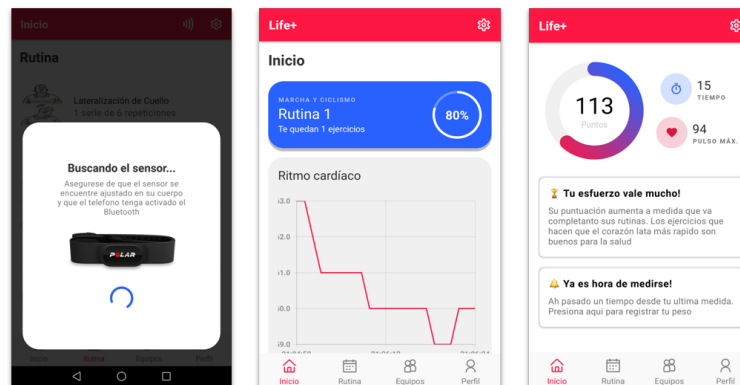 Inicio
Rutina
Lateralización de Cuello
1 serie de 6 repeticiones
Buscando el sensor...
Asegurese de que el sensor se
encuentre ajustado en su cuerpo
y que el telefono tenga activado el
Bluetooth
POLAR
Inicio
Rutina
Equipos
Perfil
Life+
Inicio
MARCHA Y CICLISMO
Rutina 1
Te quedan 1 ejercicios
80%
Ritmo cardíaco
Inicio
Rutina
Equipos
Perfil
Life+
113
Puntos
15
TIEMPO
94
PULSO MÁX.
Tu esfuerzo vale mucho!
Su puntuación aumenta a medida que va
completanto sus rutinas. Los ejercicios que
hacen que el corazón lata más rapido son
buenos para la salud
Ya es hora de medirse!
Ah pasado un tiempo desde tu ultima medida.
Presiona aqui para registrar tu peso
Inicio
Rutina
Equipos
Perfil